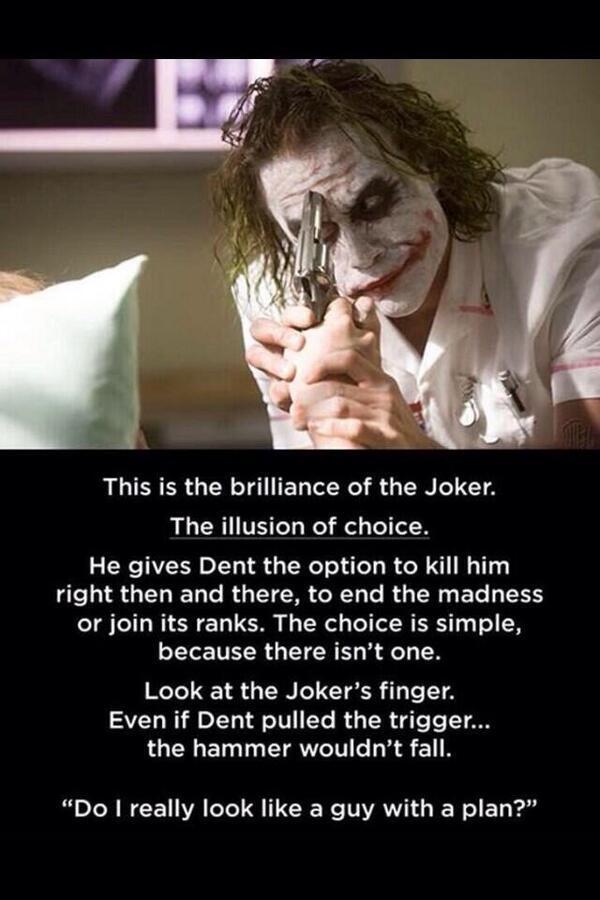 This is the brilliance of the Joker.
The illusion of choice.
He gives Dent the option to kill him
right then and there, to end the madness
or join its ranks. The choice is simple,
because there isn’t one.
Look at the Joker’s finger.
Even if Dent pulled the trigger...
the hammer wouldn’t fall.
“Do I really look like a guy with a plan?”